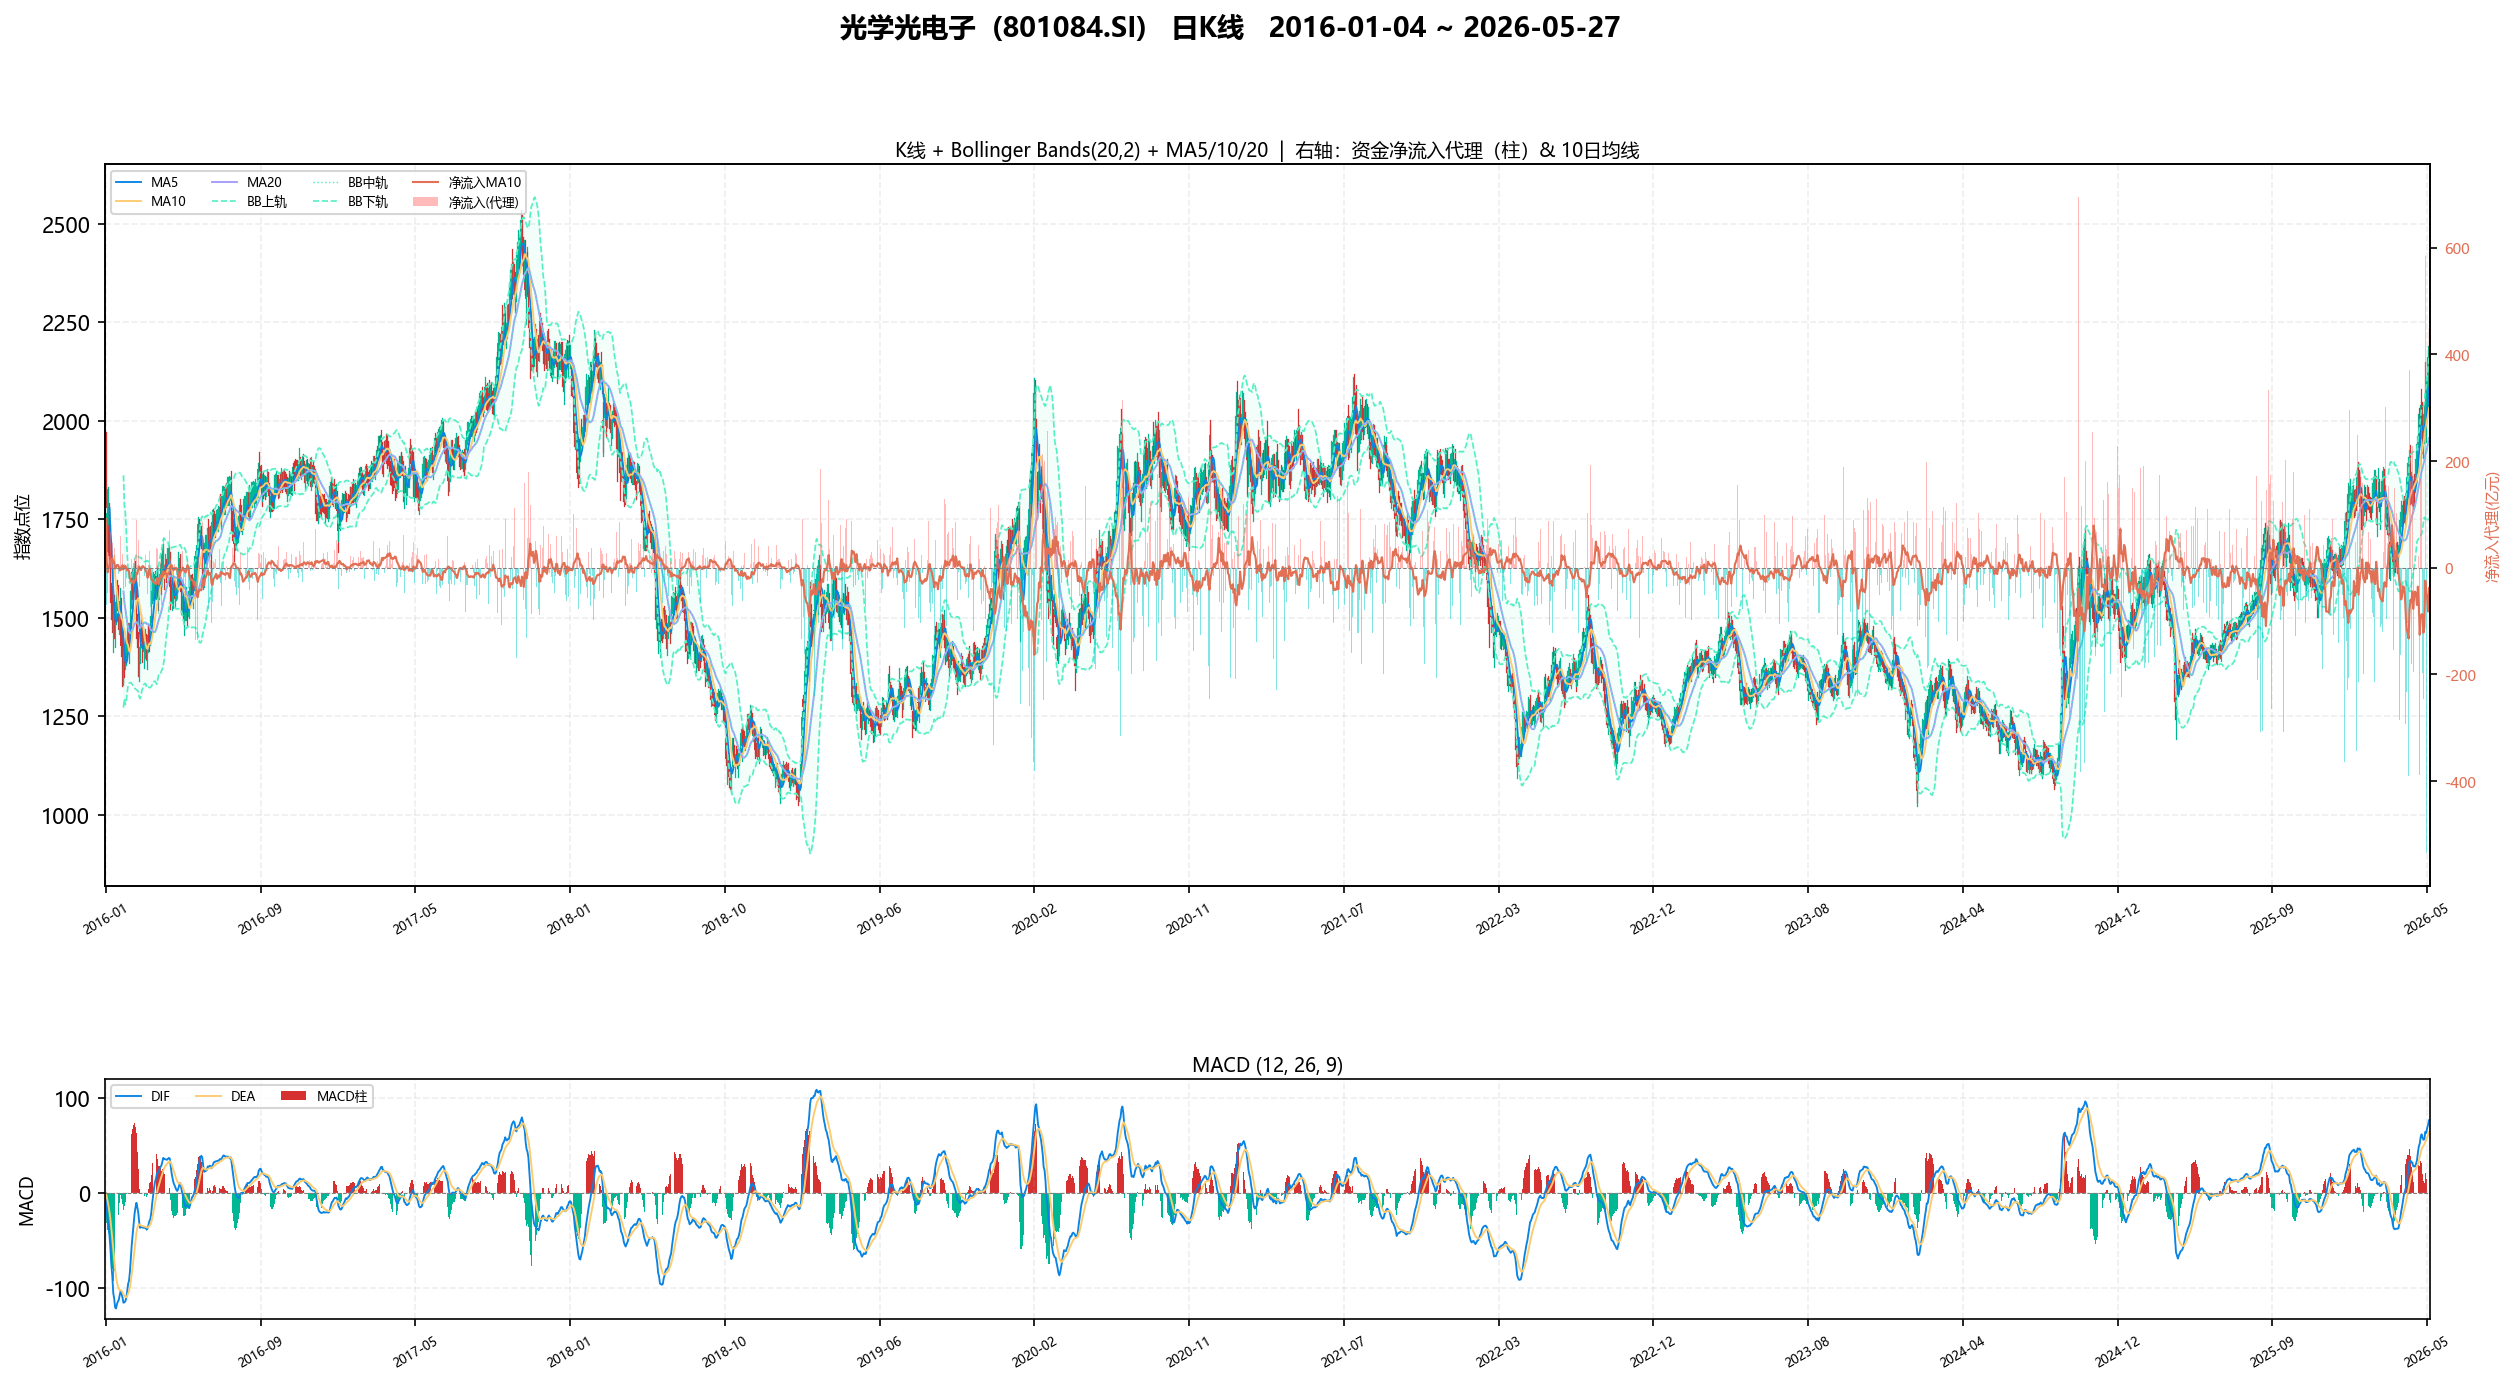 光学光电子 (801084.SI) 日K线 2016-01-04 ~ 2026-05-27
K线 + Bollinger Bands(20,2) + MA5/10/20 | 右轴：资金净流入代理（柱）& 10日均线
MA5 MA20 BB中轨 净流入MA10
MA10 BB上轨 BB下轨 净流入(代理)
指数点位
2500
2250
2000
1750
1500
1250
1000
600
400
200
0
-200
-400
净流入代理(亿元)
2016-01 2016-09 2017-05 2018-01 2018-10 2019-06 2020-02 2020-11 2021-07 2022-03 2022-12 2023-08 2024-04 2024-12 2025-09 2026-05
MACD (12, 26, 9)
DIF DEA MACD柱
MACD
100
0
-100
2016-01 2016-09 2017-05 2018-01 2018-10 2019-06 2020-02 2020-11 2021-07 2022-03 2022-12 2023-08 2024-04 2024-12 2025-09 2026-05